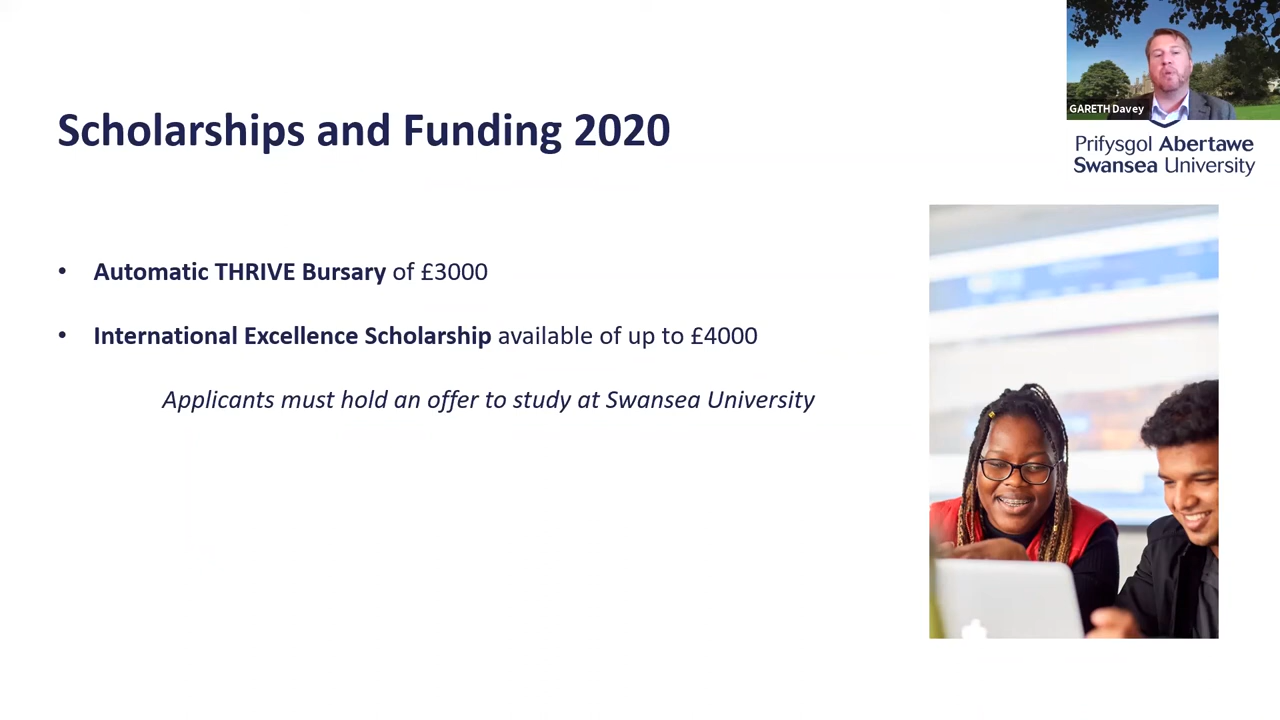 GARETH Davey
Prifysgol Abertawe
Swansea University
Scholarships and Funding 2020
• Automatic THRIVE Bursary of £3000
• International Excellence Scholarship available of up to £4000
Applicants must hold an offer to study at Swansea University